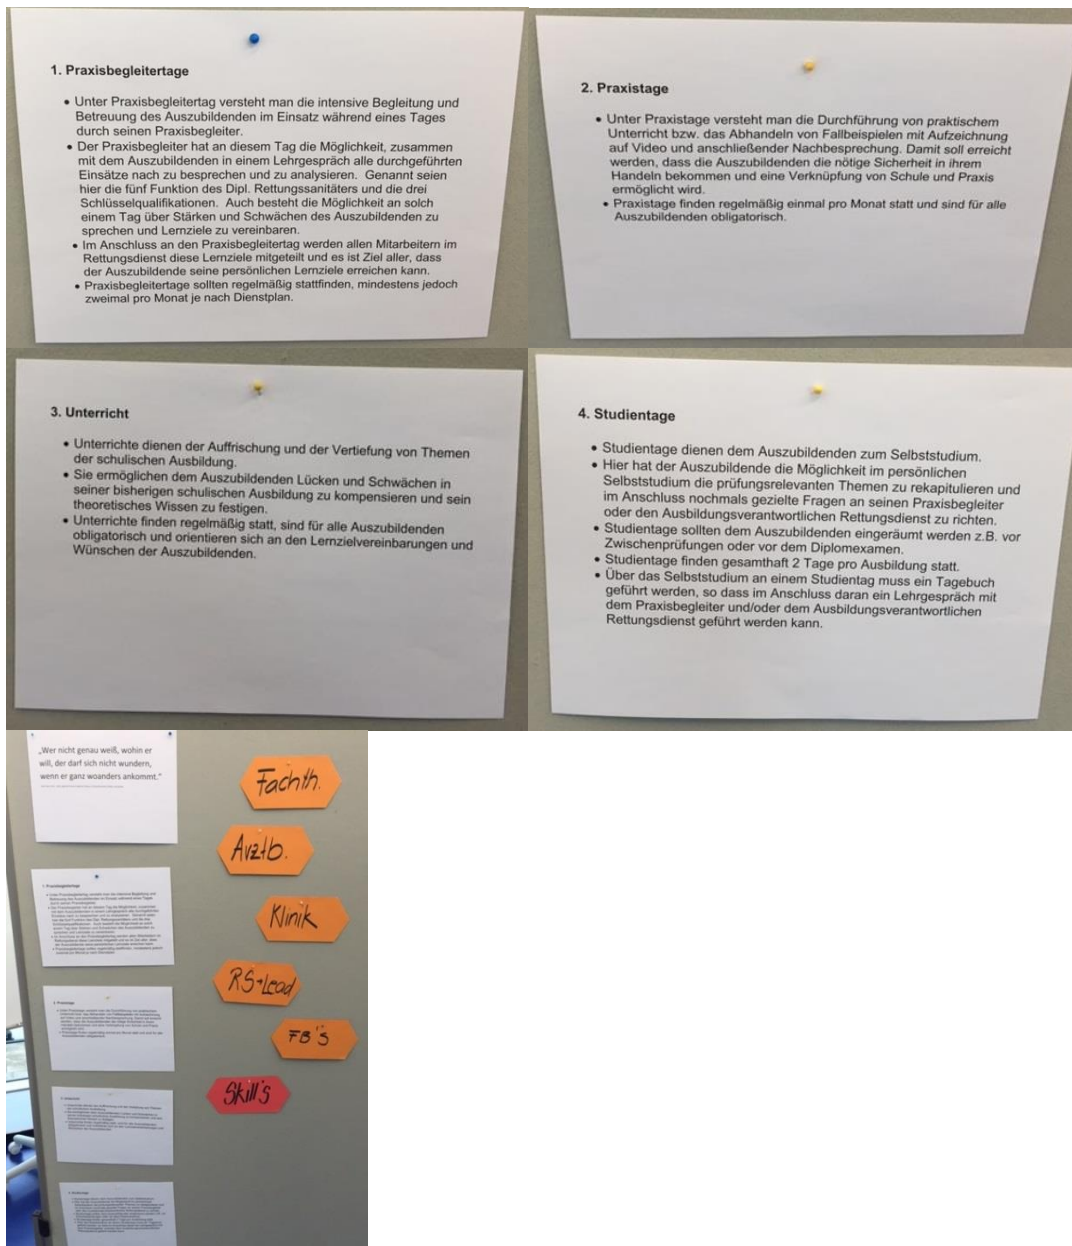 1. Praxisbegleitertage
• Unter Praxisbegleitertag versteht man die intensive Begleitung und
Betreuung des Auszubildenden im Einsatz während eines Tages
durch seinen Praxisbegleiter.
• Der Praxisbegleiter hat an diesem Tag die Möglichkeit, zusammen
mit dem Auszubildenden in einem Lehrgespräch alle durchgeführten
Einsätze nach zu besprechen und zu analysieren. Genannt seien
hier die fünf Funktion des Dipl. Rettungssanitäters und die drei
Schlüsselqualifikationen. Auch besteht die Möglichkeit an solch
einem Tag über Stärken und Schwächen des Auszubildenden zu
sprechen und Lernziele zu vereinbaren.
• Im Anschluss an den Praxisbegleitertag werden allen Mitarbeitern im
Rettungsdienst diese Lernziele mitgeteilt und es ist Ziel aller, dass
der Auszubildende seine persönlichen Lernziele erreichen kann.
• Praxisbegleitertage sollten regelmäßig stattfinden, mindestens jedoch
zweimal pro Monat je nach Dienstplan.
2. Praxistage
• Unter Praxistage versteht man die Durchführung von praktischem
Unterricht bzw. das Abhandeln von Fallbeispielen mit Aufzeichnung
auf Video und anschließender Nachbesprechung. Damit soll erreicht
werden, dass die Auszubildenden die nötige Sicherheit in ihrem
Handeln bekommen und eine Verknüpfung von Schule und Praxis
ermöglicht wird.
• Praxistage finden regelmäßig einmal pro Monat statt und sind für alle
Auszubildenden obligatorisch.
3. Unterricht
• Unterrichte dienen der Auffrischung und der Vertiefung von Themen
der schulischen Ausbildung.
• Sie ermöglichen dem Auszubildenden Lücken und Schwächen in
seiner bisherigen schulischen Ausbildung zu kompensieren und sein
theoretisches Wissen zu festigen.
• Unterrichte finden regelmäßig statt, sind für alle Auszubildenden
obligatorisch und orientieren sich an den Lernzielvereinbarungen und
Wünschen der Auszubildenden.
4. Studientage
• Studientage dienen dem Auszubildenden zum Selbststudium.
• Hier hat der Auszubildende die Möglichkeit im persönlichen
Selbststudium die prüfungsrelevanten Themen zu rekapitulieren und
im Anschluss nochmals gezielte Fragen an seinen Praxisbegleiter
oder den Ausbildungsverantwortlichen Rettungsdienst zu richten.
• Studientage sollten dem Auszubildenden eingeräumt werden z.B. vor
Zwischenprüfungen oder vor dem Diplomexamen.
• Studientage finden gesamthaft 2 Tage pro Ausbildung statt.
• Über das Selbststudium an einem Studientag muss ein Tagebuch
geführt werden, so dass im Anschluss daran ein Lehrgespräch mit
dem Praxisbegleiter und/oder dem Ausbildungsverantwortlichen
Rettungsdienst geführt werden kann.
„Wer nicht genau weiß, wohin er
will, der darf sich nicht wundern,
wenn er ganz woanders ankommt.“
Fachth.
Arztb.
Klinik
RS-Lead
FB's
Skill's